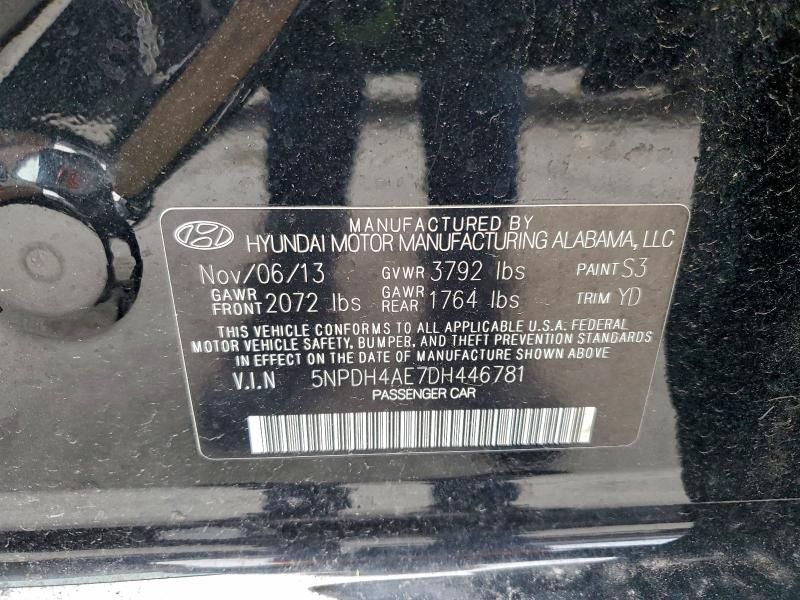 MANUFACTURED BY
HYUNDAI MOTOR MANUFACTURING ALABAMA, LLC
Nov/06/13 GVWR 3792 lbs PAINT S3
GAWR FRONT 2072 lbs GAWR REAR 1764 lbs TRIM YD
THIS VEHICLE CONFORMS TO ALL APPLICABLE U.S.A. FEDERAL
MOTOR VEHICLE SAFETY, BUMPER, AND THEFT PREVENTION STANDARDS
IN EFFECT ON THE DATE OF MANUFACTURE SHOWN ABOVE
V.I.N 5NPDH4AE7DH446781
PASSENGER CAR